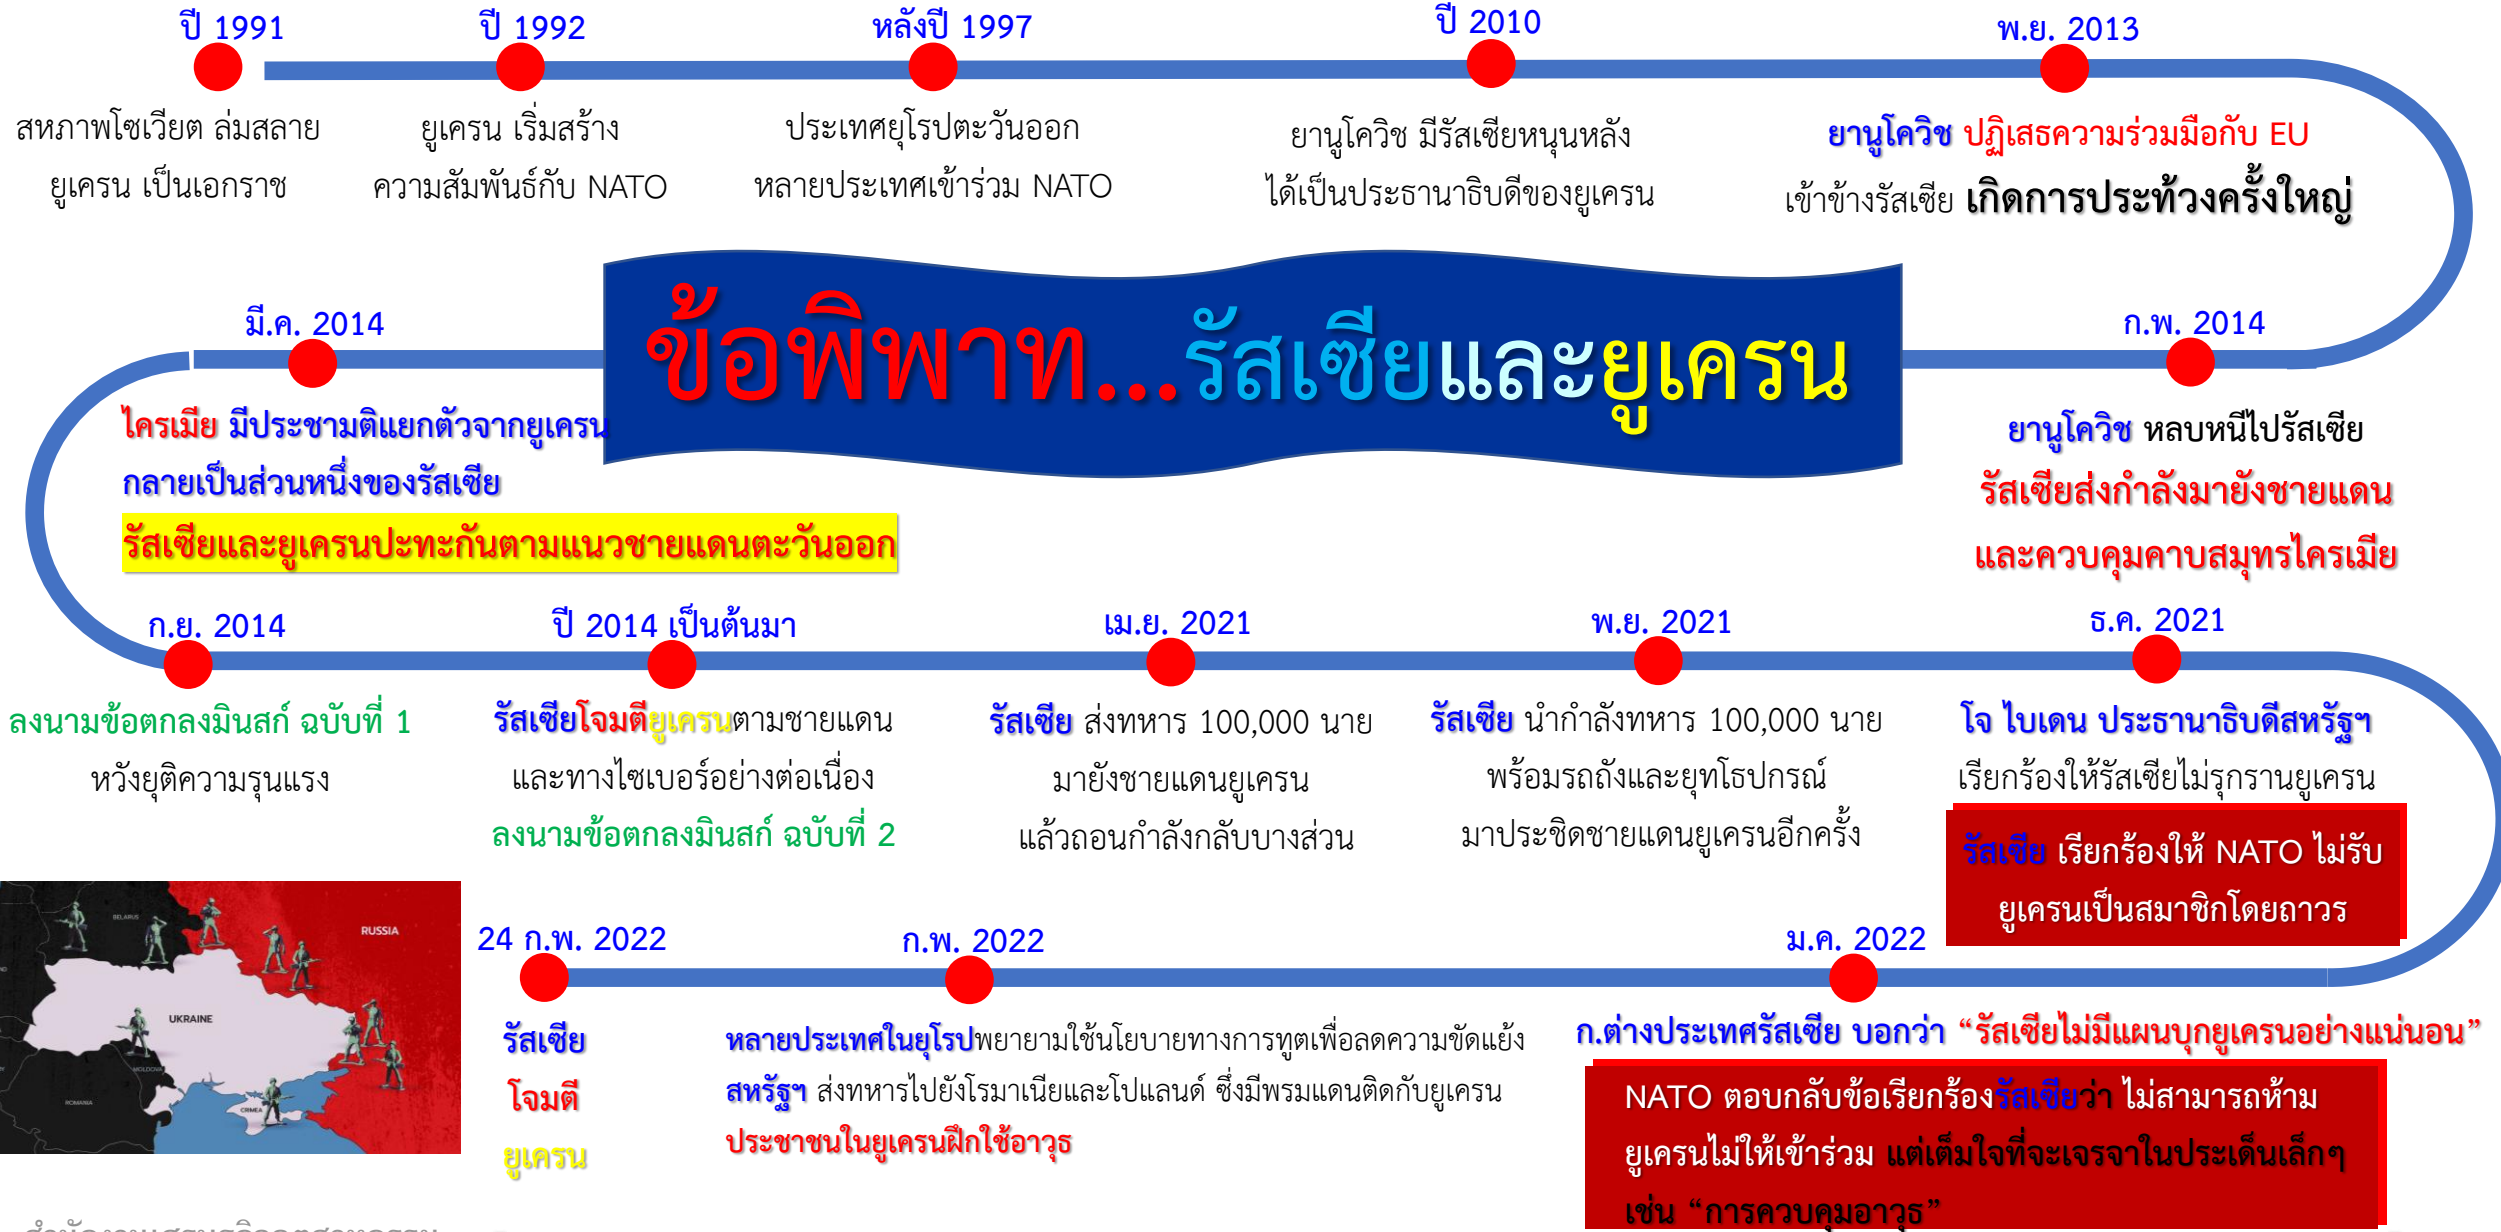 ปี 1991
สหภาพโซเวียต ล่มสลาย
ยูเครน เป็นเอกราช
ปี 1992
ยูเครน เริ่มสร้าง
ความสัมพันธ์กับ NATO
หลังปี 1997
ประเทศยุโรปตะวันออก
หลายประเทศเข้าร่วม NATO
ปี 2010
ยานูโควิช มีรัสเซียหนุนหลัง
ได้เป็นประธานาธิบดีของยูเครน
พ.ย. 2013
ยานูโควิช ปฏิเสธความร่วมมือกับ EU
เข้าข้างรัสเซีย เกิดการประท้วงครั้งใหญ่
ข้อพิพาท...รัสเซียและยูเครน
ก.พ. 2014
ยานูโควิช หลบหนีไปรัสเซีย
รัสเซียส่งกำลังมายังชายแดน
และควบคุมคาบสมุทรไครเมีย
มี.ค. 2014
ไครเมีย มีประชามติแยกตัวจากยูเครน
กลายเป็นส่วนหนึ่งของรัสเซีย
รัสเซียและยูเครนปะทะกันตามแนวชายแดนตะวันออก
ก.ย. 2014
ลงนามข้อตกลงมินสก์ ฉบับที่ 1
หวังยุติความรุนแรง
ปี 2014 เป็นต้นมา
รัสเซียโจมตียูเครนตามชายแดน
และทางไซเบอร์อย่างต่อเนื่อง
ลงนามข้อตกลงมินสก์ ฉบับที่ 2
เม.ย. 2021
รัสเซีย ส่งทหาร 100,000 นาย
มายังชายแดนยูเครน
แล้วถอนกำลังกลับบางส่วน
พ.ย. 2021
รัสเซีย นำกำลังทหาร 100,000 นาย
พร้อมรถถังและยุทโธปกรณ์
มาประชิดชายแดนยูเครนอีกครั้ง
ธ.ค. 2021
โจ ไบเดน ประธานาธิบดีสหรัฐฯ
เรียกร้องให้รัสเซียไม่รุกรานยูเครน
รัสเซีย เรียกร้องให้ NATO ไม่รับ
ยูเครนเป็นสมาชิกโดยถาวร
ม.ค. 2022
ก.ต่างประเทศรัสเซีย บอกว่า “รัสเซียไม่มีแผนบุกยูเครนอย่างแน่นอน”
NATO ตอบกลับข้อเรียกร้องรัสเซียว่า ไม่สามารถห้าม
ยูเครนไม่ให้เข้าร่วม แต่เต็มใจที่จะเจรจาในประเด็นเล็กๆ
เช่น “การควบคุมอาวุธ”
ก.พ. 2022
หลายประเทศในยุโรปพยายามใช้นโยบายทางการทูตเพื่อลดความขัดแย้ง
สหรัฐฯ ส่งทหารไปยังโรมาเนียและโปแลนด์ ซึ่งมีพรมแดนติดกับยูเครน
ประชาชนในยูเครนฝึกใช้อาวุธ
24 ก.พ. 2022
รัสเซีย
โจมตี
ยูเครน
BELARUS
RUSSIA
UKRAINE
MOLDOVA
ROMANIA
CRIMEA